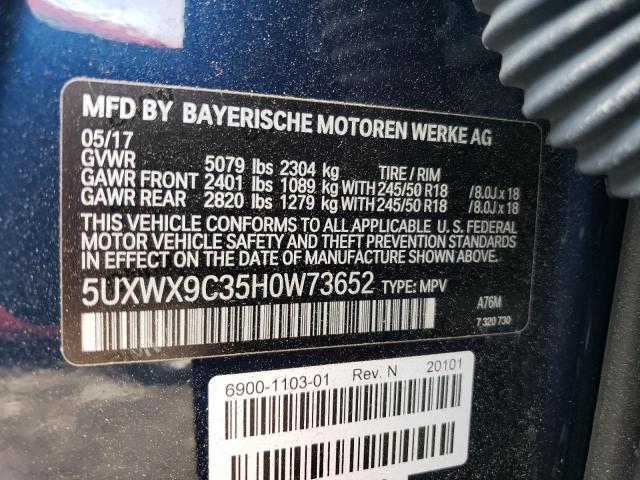 MFD BY BAYERISCHE MOTOREN WERKE AG
05/17
GVWR 5079 lbs 2304 kg TIRE / RIM
GAWR FRONT 2401 lbs 1089 kg WITH 245/50 R18 /8.0J x 18
GAWR REAR 2820 lbs 1279 kg WITH 245/50 R18 /8.0J x 18
THIS VEHICLE CONFORMS TO ALL APPLICABLE U.S. FEDERAL
MOTOR VEHICLE SAFETY AND THEFT PREVENTION STANDARDS
IN EFFECT ON THE DATE OF MANUFACTURE SHOWN ABOVE.
5UXWX9C35H0W73652 TYPE: MPV
A76M
7 320 730
6900-1103-01 Rev. N 20101